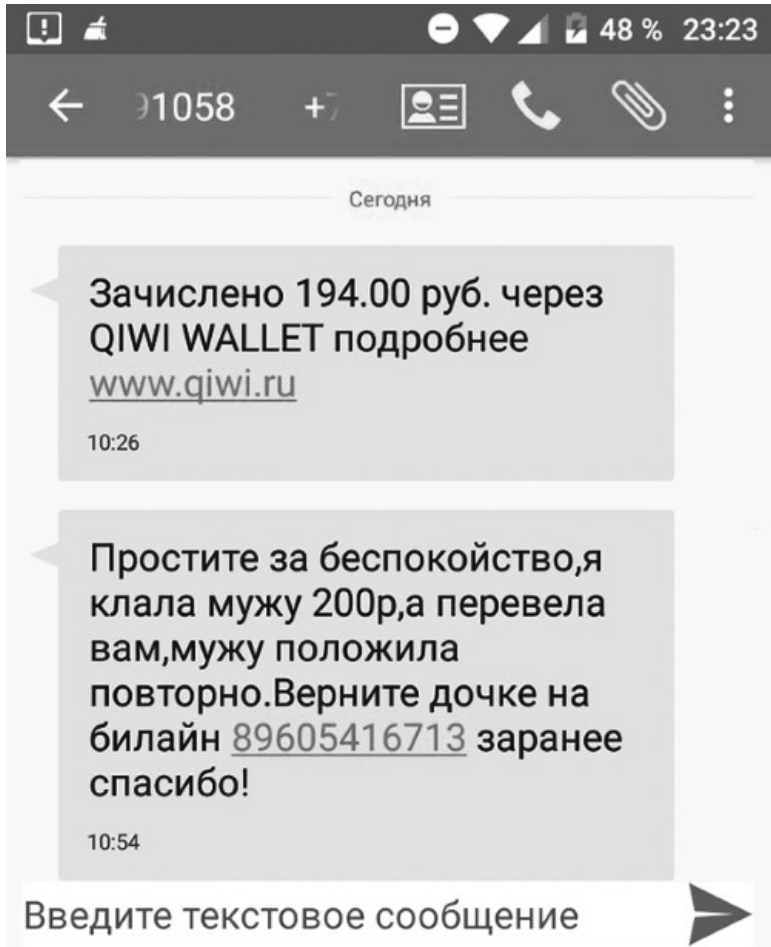 48 % 23:23
91058 +7
Сегодня
Зачислено 194.00 руб. через
QIWI WALLET подробнее
www.qiwi.ru
10:26
Простите за беспокойство,я
клала мужу 200р,а перевела
вам,мужу положила
повторно.Верните дочке на
билайн 89605416713 заранее
спасибо!
10:54
Введите текстовое сообщение